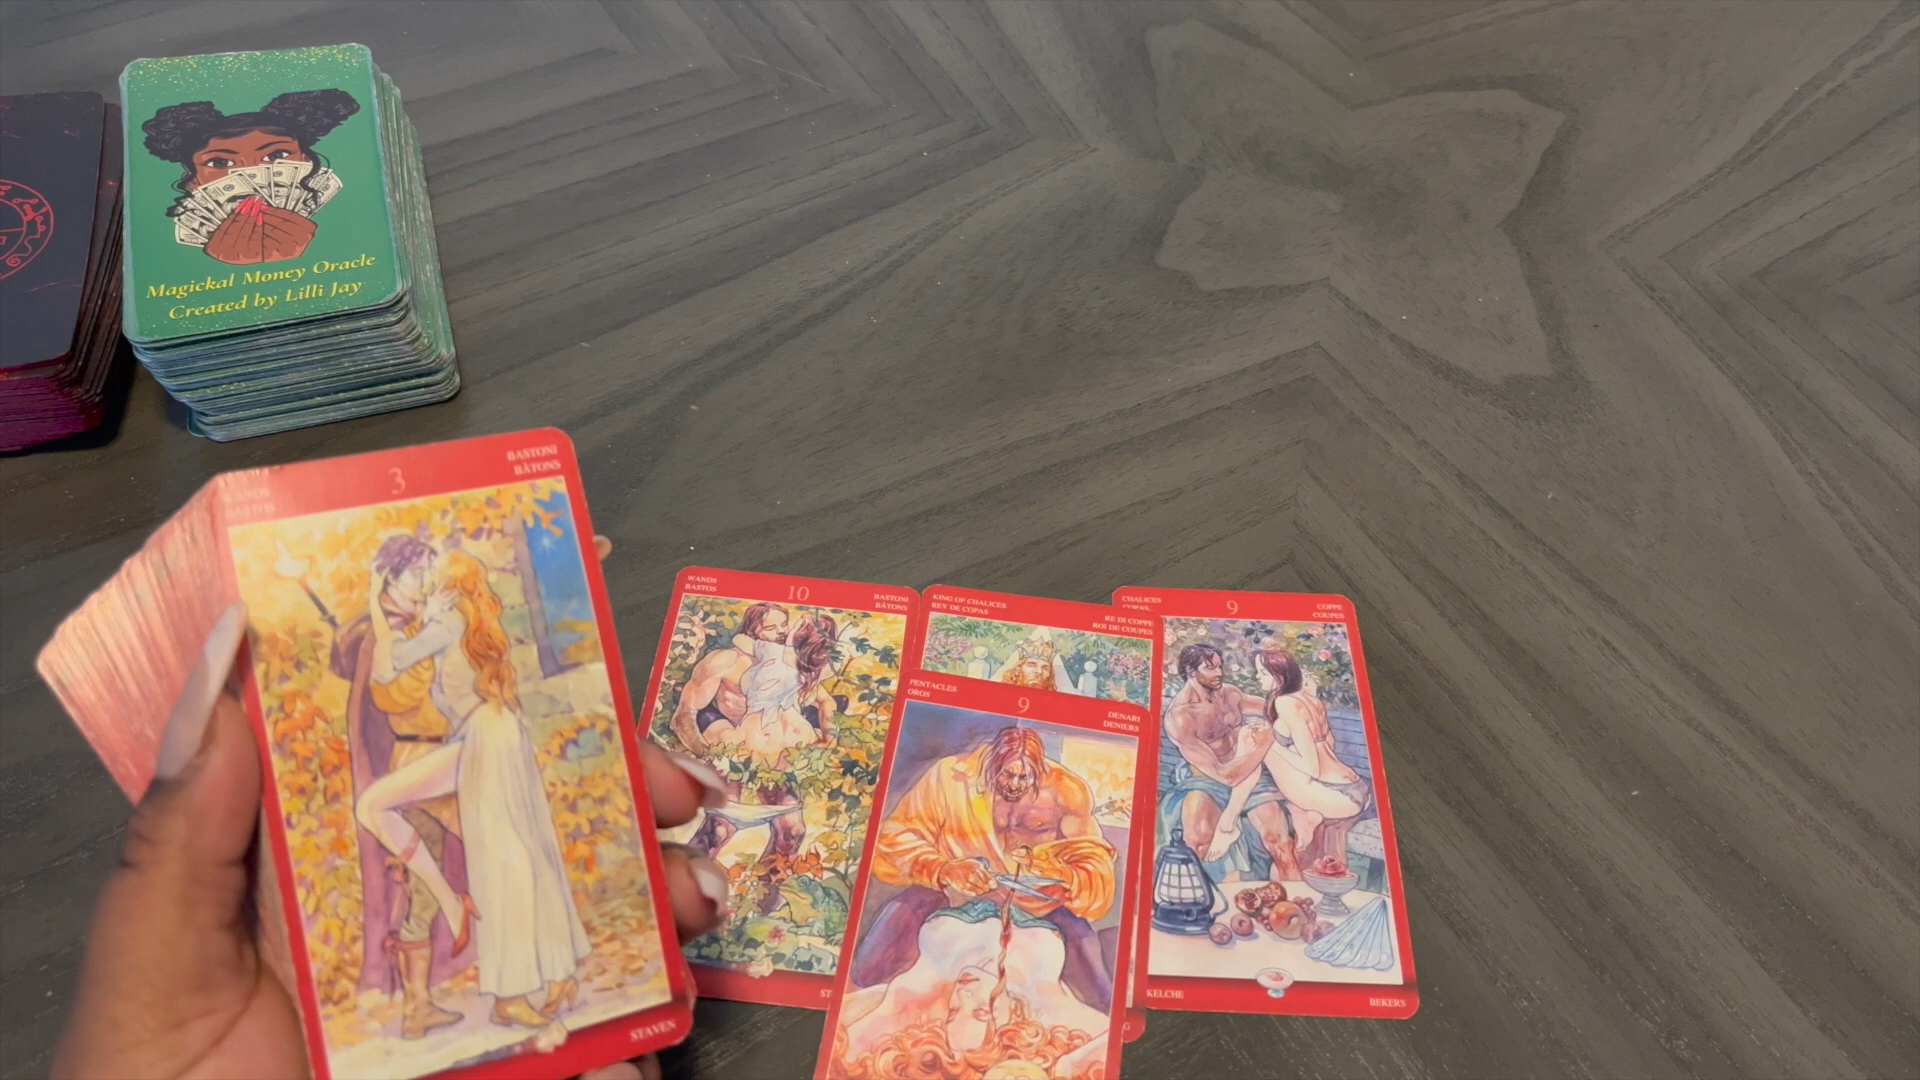 Magickal Money Oracle
Created by Lilli Jay
3
BASTONI
BÂTONS
WANDS
BASTOS
STAVEN
WANDS
BASTOS
10
BASTONI
BÂTONS
KING OF CHALICES
REY DE COPAS
RE DI COPPE
ROI DE COUPES
CHALICES
COPAS
9
COPPE
COUPES
PENTACLES
OROS
9
DENARI
DENIERS
ST
G
KELCHE
BEKERS